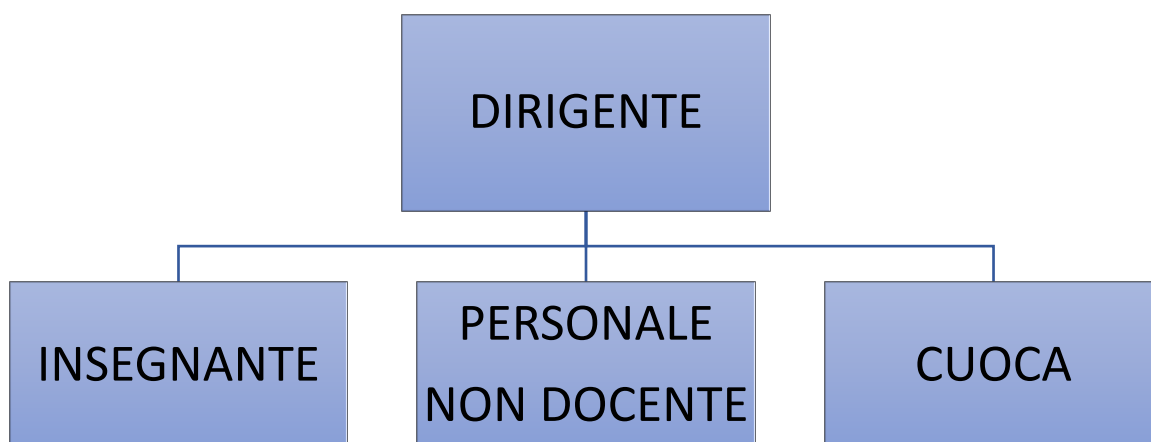 DIRIGENTE
INSEGNANTE
PERSONALE
NON DOCENTE
CUOCA